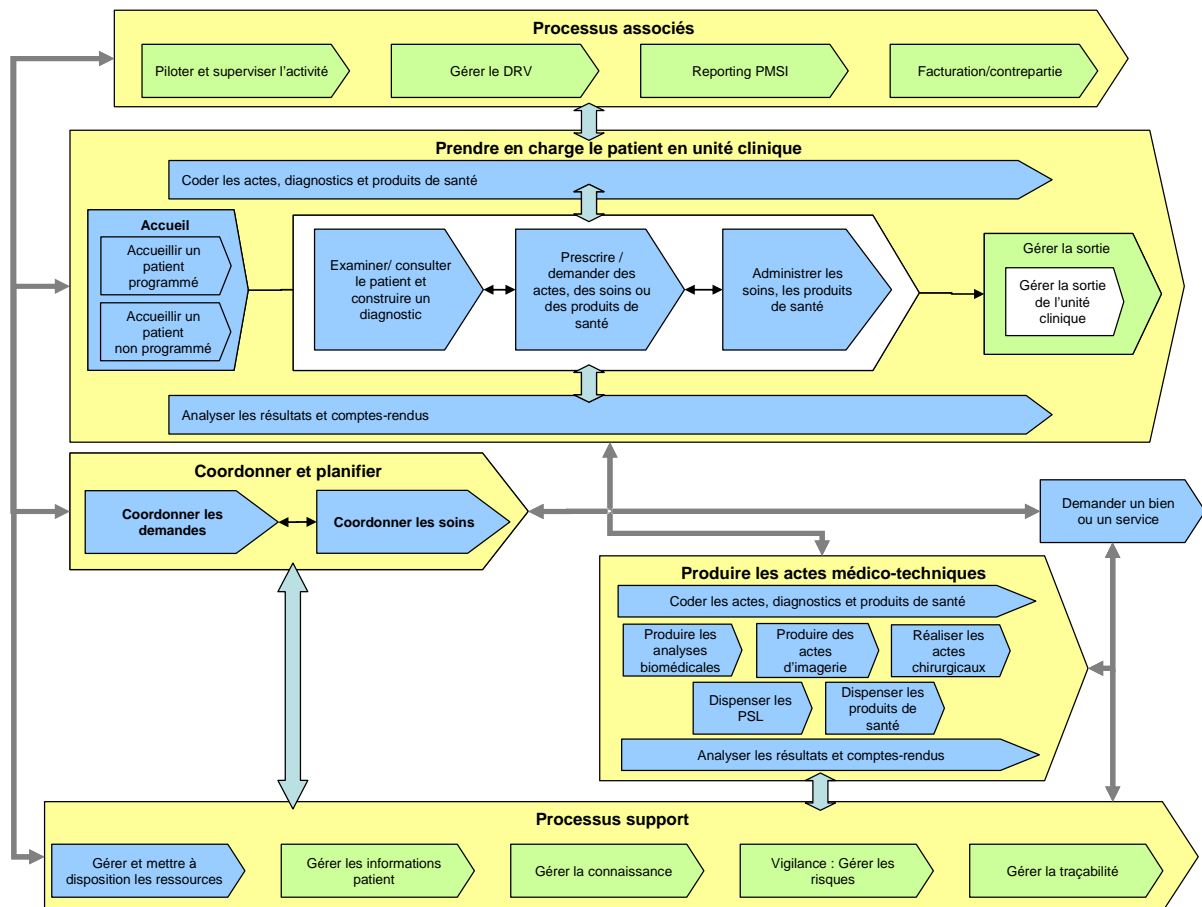 Processus associés
Piloter et superviser l'activité
Gérer le DRV
Reporting PMSI
Facturation/contrepartie
Prendre en charge le patient en unité clinique
Coder les actes, diagnostics et produits de santé
Accueil
Accueillir un
patient
programmé
Accueillir un
patient
non programmé
Examiner/ consulter
le patient et
construire un
diagnostic
Prescrire /
demander des
actes, des soins ou
des produits de
santé
Administrer les
soins, les produits
de santé
Gérer la sortie
Gérer la sortie
de l'unité
clinique
Analyser les résultats et comptes-rendus
Coordonner et planifier
Coordonner les
demandes
Coordonner les soins
Demander un bien
ou un service
Produire les actes médico-techniques
Coder les actes, diagnostics et produits de santé
Produire les
analyses
biomédicales
Produire des
actes
d'imagerie
Réaliser les
actes
chirurgicaux
Dispenser les
PSL
Dispenser les
produits de
santé
Analyser les résultats et comptes-rendus
Processus support
Gérer et mettre à
disposition les ressources
Gérer les informations
patient
Gérer la connaissance
Vigilance : Gérer les
risques
Gérer la traçabilité